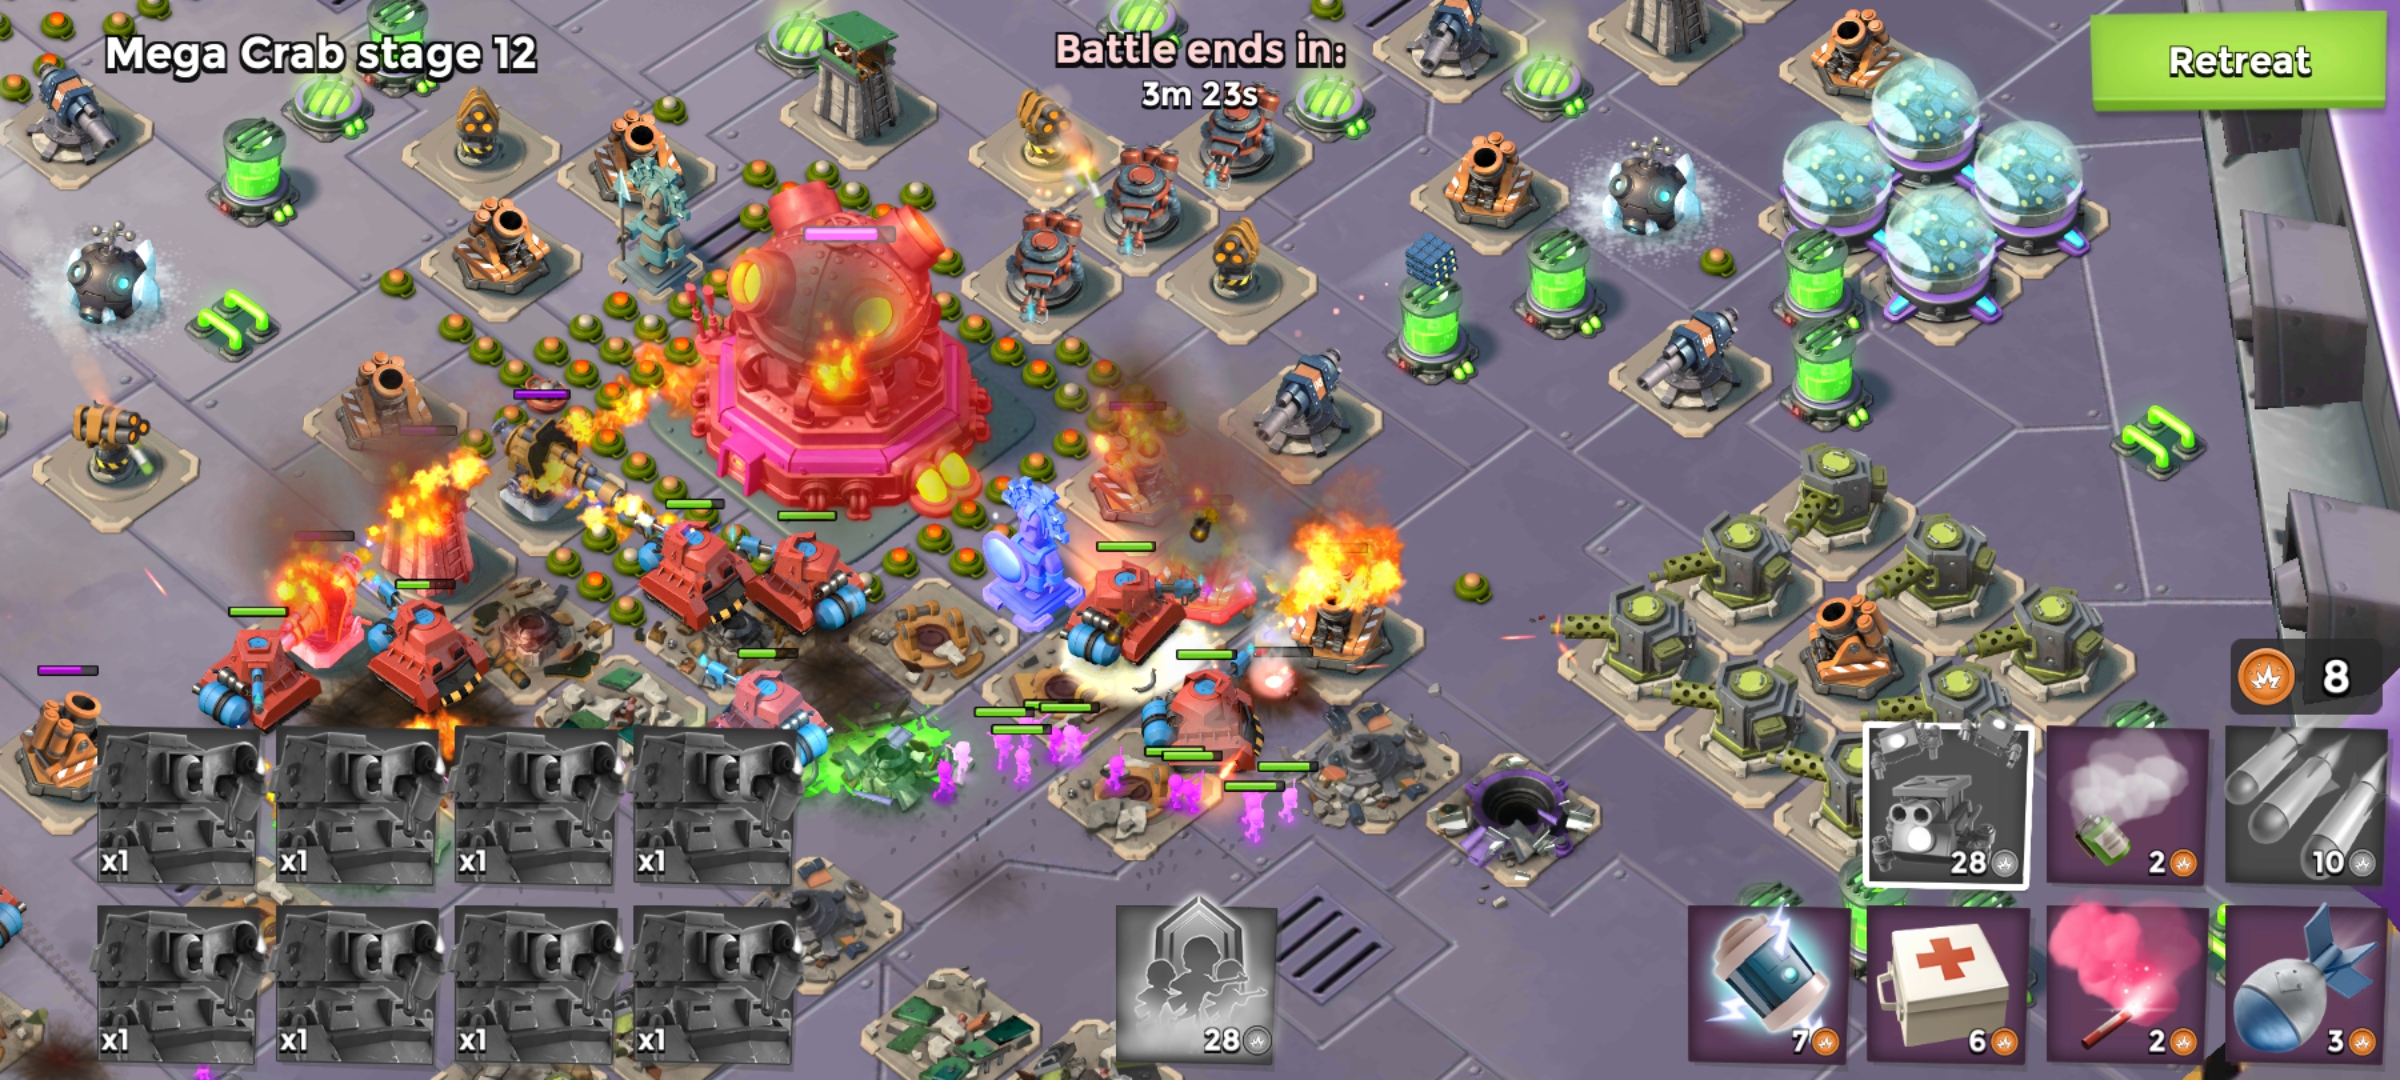 Mega Crab stage 12
Battle ends in:
3m 23s
Retreat
8
x1
x1
x1
x1
28
2
10
x1
x1
x1
x1
28
7
6
2
3